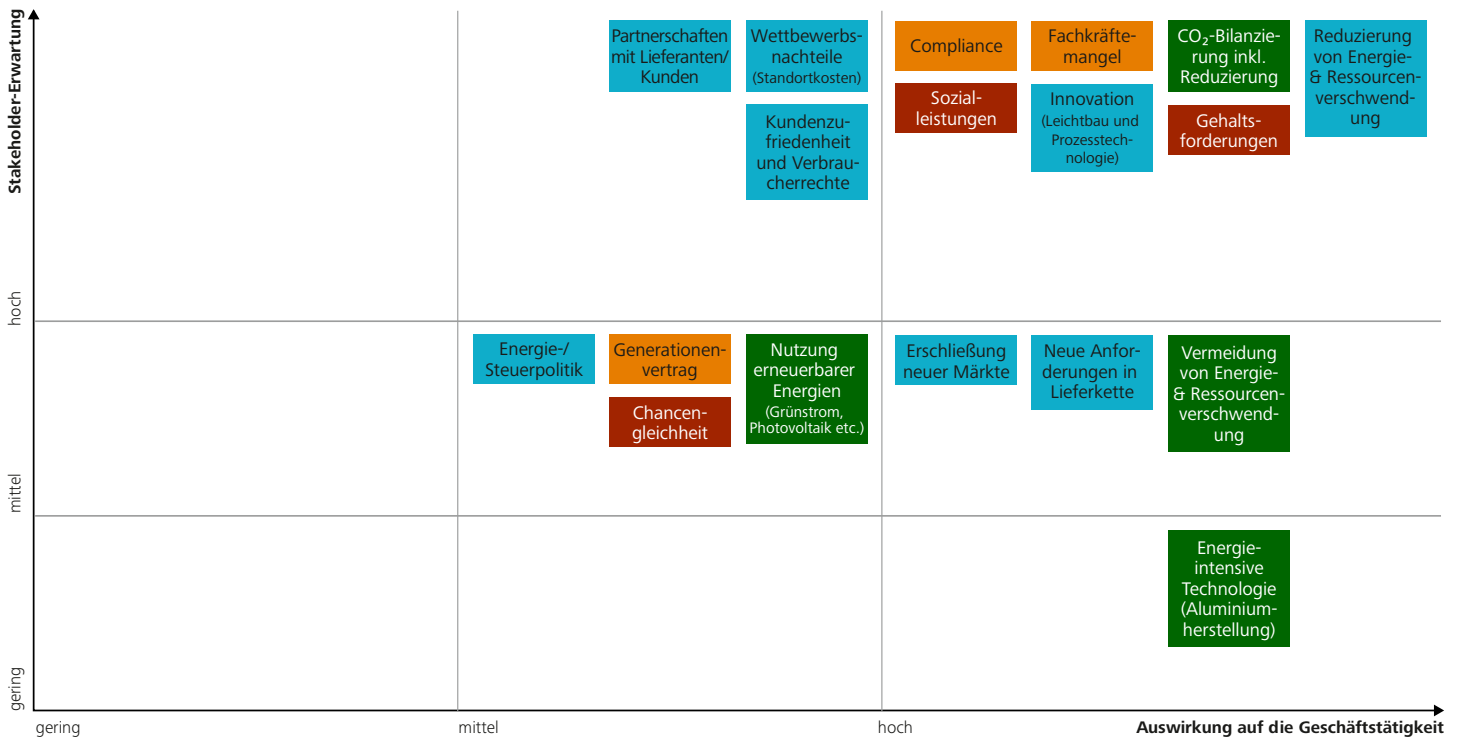 Stakeholder-Erwartung
hoch
mittel
gering
Partnerschaften
mit Lieferanten/
Kunden
Wettbewerbs-
nachteile
(Standortkosten)
Kundenzu-
friedenheit
und Verbrau-
cherrechte
Compliance
Sozial-
leistungen
Fachkräfte-
mangel
Innovation
(Leichtbau und
Prozesstech-
nologie)
CO₂-Bilanzie-
rung inkl.
Reduzierung
Gehalts-
forderungen
Reduzierung
von Energie-
& Ressourcen-
verschwend-
ung
Energie-/
Steuerpolitik
Generationen-
vertrag
Chancen-
gleichheit
Nutzung
erneuerbarer
Energien
(Grünstrom,
Photovoltaik etc.)
Erschließung
neuer Märkte
Neue Anfor-
derungen in
Lieferkette
Vermeidung
von Energie-
& Ressourcen-
verschwend-
ung
Energie-
intensive
Technologie
(Aluminium-
herstellung)
gering
mittel
hoch
Auswirkung auf die Geschäftstätigkeit